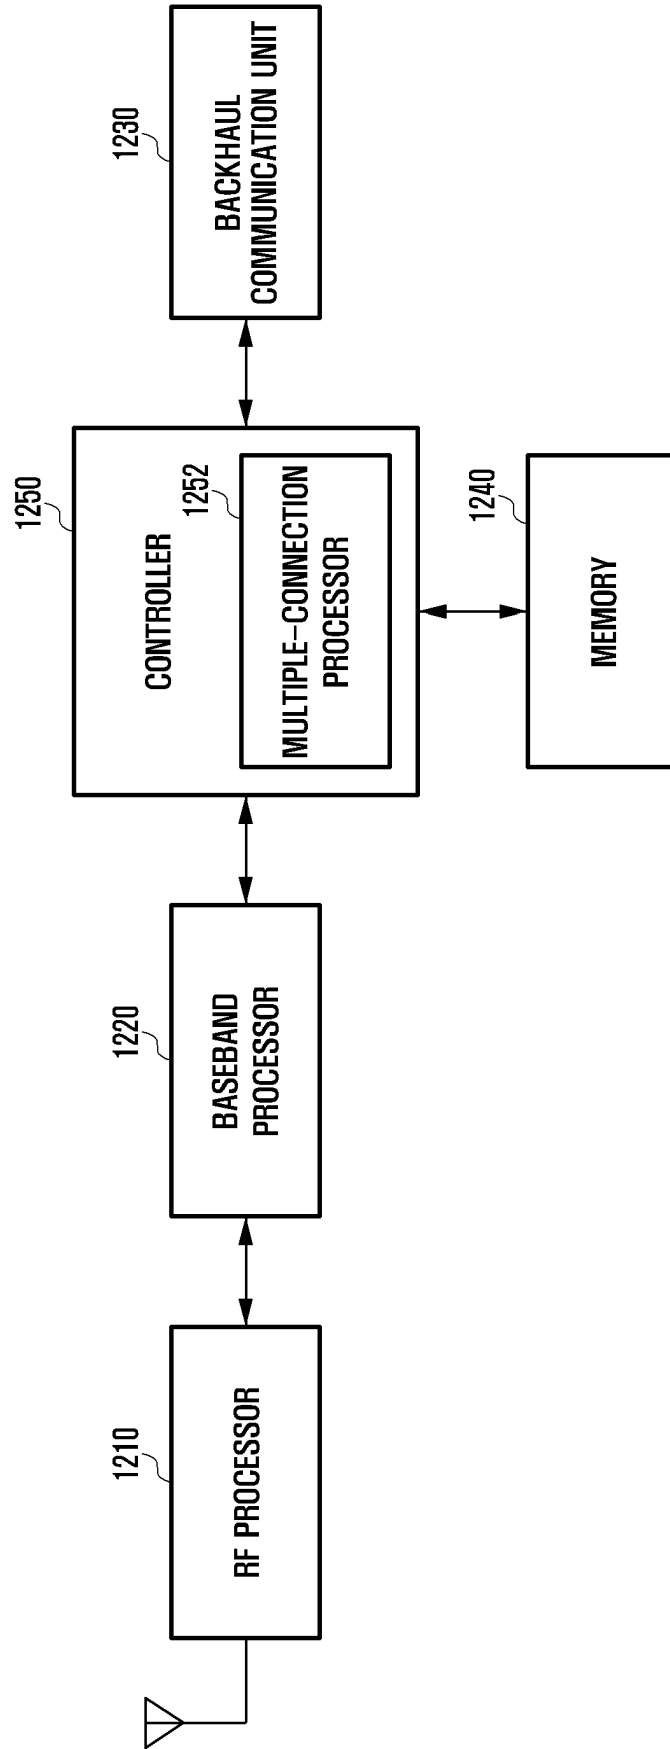 1210
RF PROCESSOR
1220
BASEBAND
PROCESSOR
1250
CONTROLLER
1252
MULTIPLE-CONNECTION
PROCESSOR
1230
BACKHAUL
COMMUNICATION UNIT
1240
MEMORY